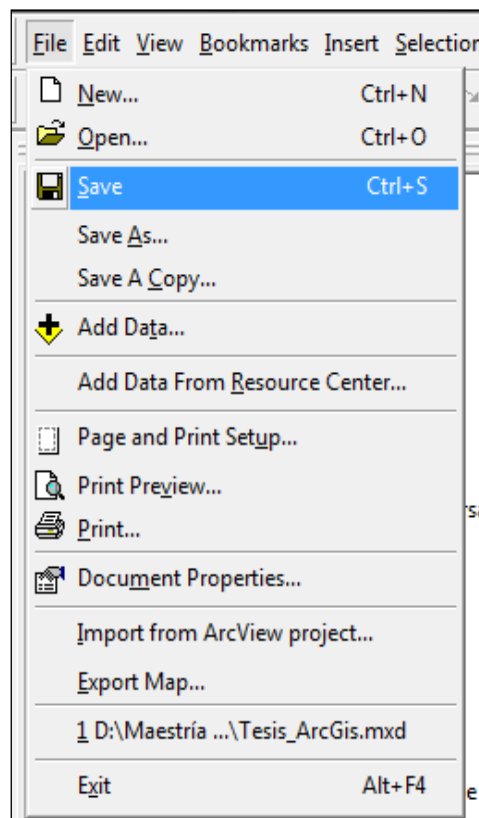 File Edit View Bookmarks Insert Selection
New... Ctrl+N
Open... Ctrl+O
Save Ctrl+S
Save As...
Save A Copy...
Add Data...
Add Data From Resource Center...
Page and Print Setup...
Print Preview...
Print...
Document Properties...
Import from ArcView project...
Export Map...
1 D:\Maestría ...\Tesis_ArcGis.mxd
Exit Alt+F4